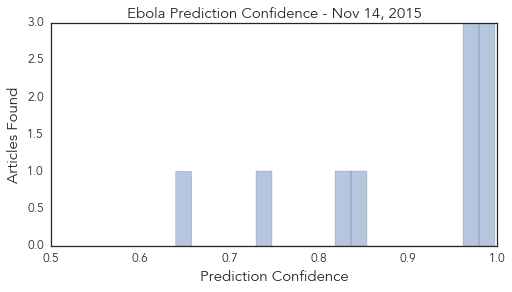 Ebola Prediction Confidence - Nov 14, 2015
Articles Found
3.0
2.5
2.0
1.5
1.0
0.5
0.0
0.5 0.6 0.7 0.8 0.9 1.0
Prediction Confidence